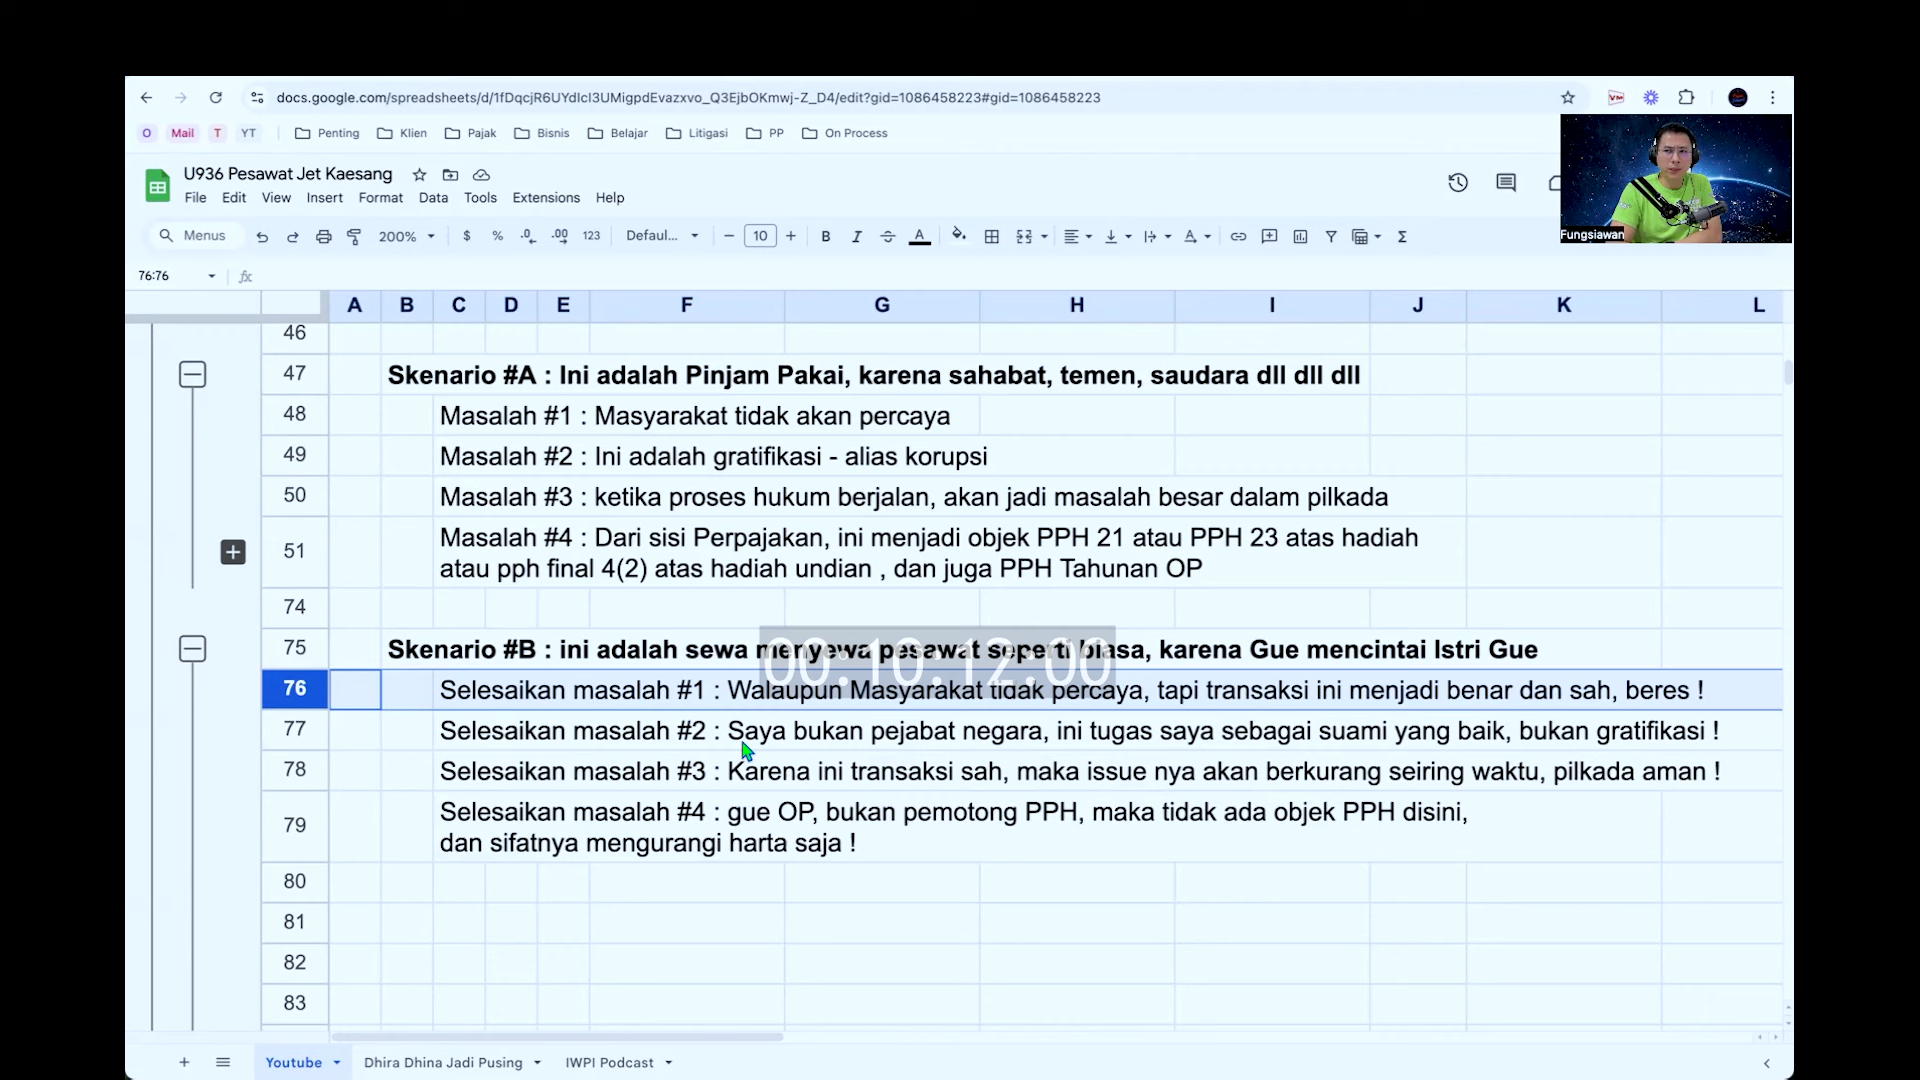 docs.google.com/spreadsheets/d/1fDqcjR6UYdIcI3UMigpdEvazxvo_Q3EjbOKmwj-Z_D4/edit?gid=1086458223#gid=1086458223
O Mail T YT Penting Klien Pajak Bisnis Belajar Litigasi PP On Process
U936 Pesawat Jet Kaesang
File Edit View Insert Format Data Tools Extensions Help
Fungsiawan
Menus 200% $ % .0 .00 123 Defaul... 10 B I A
76:76 fx
A B C D E F G H I J K L
46
47 Skenario #A : Ini adalah Pinjam Pakai, karena sahabat, temen, saudara dll dll dll
48 Masalah #1 : Masyarakat tidak akan percaya
49 Masalah #2 : Ini adalah gratifikasi - alias korupsi
50 Masalah #3 : ketika proses hukum berjalan, akan jadi masalah besar dalam pilkada
51 Masalah #4 : Dari sisi Perpajakan, ini menjadi objek PPH 21 atau PPH 23 atas hadiah
atau pph final 4(2) atas hadiah undian , dan juga PPH Tahunan OP
74
75 Skenario #B : ini adalah sewa menyewa pesawat seperti biasa, karena Gue mencintai Istri Gue
00:10:12:00
76 Selesaikan masalah #1 : Walaupun Masyarakat tidak percaya, tapi transaksi ini menjadi benar dan sah, beres !
77 Selesaikan masalah #2 : Saya bukan pejabat negara, ini tugas saya sebagai suami yang baik, bukan gratifikasi !
78 Selesaikan masalah #3 : Karena ini transaksi sah, maka issue nya akan berkurang seiring waktu, pilkada aman !
79 Selesaikan masalah #4 : gue OP, bukan pemotong PPH, maka tidak ada objek PPH disini,
dan sifatnya mengurangi harta saja !
80
81
82
83
Youtube Dhira Dhina Jadi Pusing IWPI Podcast